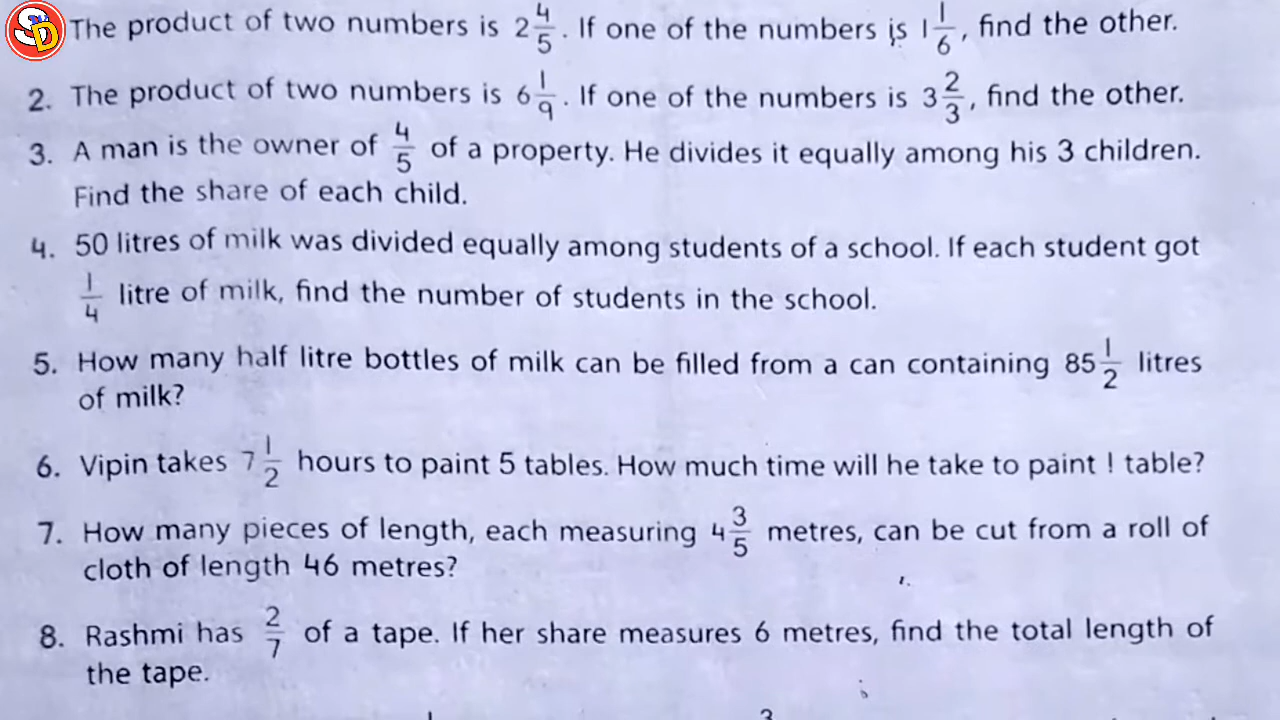 SD
The product of two numbers is 2 4/5. If one of the numbers is 1 1/6, find the other.
2. The product of two numbers is 6 1/9. If one of the numbers is 3 2/3, find the other.
3. A man is the owner of 4/5 of a property. He divides it equally among his 3 children.
Find the share of each child.
4. 50 litres of milk was divided equally among students of a school. If each student got
1/4 litre of milk, find the number of students in the school.
5. How many half litre bottles of milk can be filled from a can containing 85 1/2 litres
of milk?
6. Vipin takes 7 1/2 hours to paint 5 tables. How much time will he take to paint ! table?
7. How many pieces of length, each measuring 4 3/5 metres, can be cut from a roll of
cloth of length 46 metres?
8. Rashmi has 2/7 of a tape. If her share measures 6 metres, find the total length of
the tape.